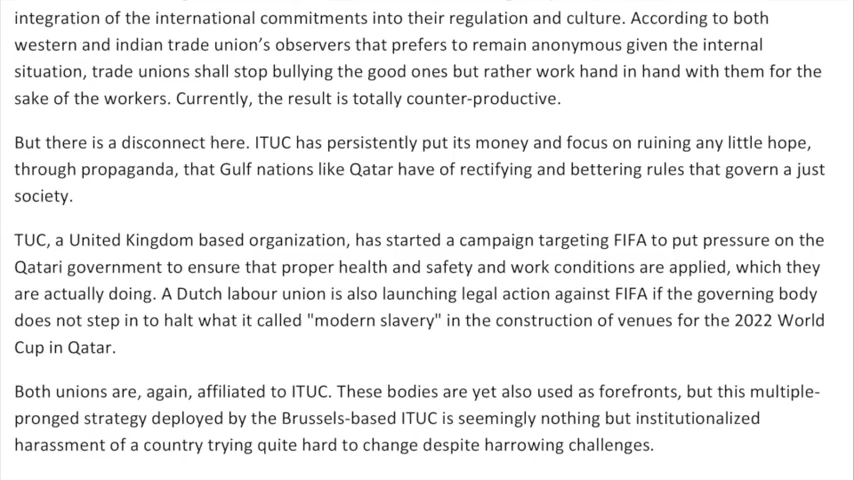 integration of the international commitments into their regulation and culture. According to both
western and indian trade union's observers that prefers to remain anonymous given the internal
situation, trade unions shall stop bullying the good ones but rather work hand in hand with them for the
sake of the workers. Currently, the result is totally counter-productive.
But there is a disconnect here. ITUC has persistently put its money and focus on ruining any little hope,
through propaganda, that Gulf nations like Qatar have of rectifying and bettering rules that govern a just
society.
TUC, a United Kingdom based organization, has started a campaign targeting FIFA to put pressure on the
Qatari government to ensure that proper health and safety and work conditions are applied, which they
are actually doing. A Dutch labour union is also launching legal action against FIFA if the governing body
does not step in to halt what it called "modern slavery" in the construction of venues for the 2022 World
Cup in Qatar.
Both unions are, again, affiliated to ITUC. These bodies are yet also used as forefronts, but this multiple-
pronged strategy deployed by the Brussels-based ITUC is seemingly nothing but institutionalized
harassment of a country trying quite hard to change despite harrowing challenges.